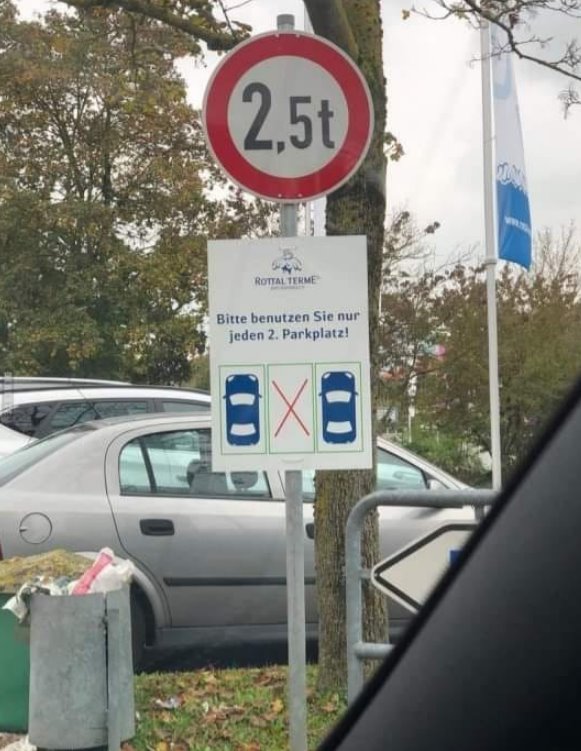 2,5t
ROTTAL TERME
Bitte benutzen Sie nur
jeden 2. Parkplatz!